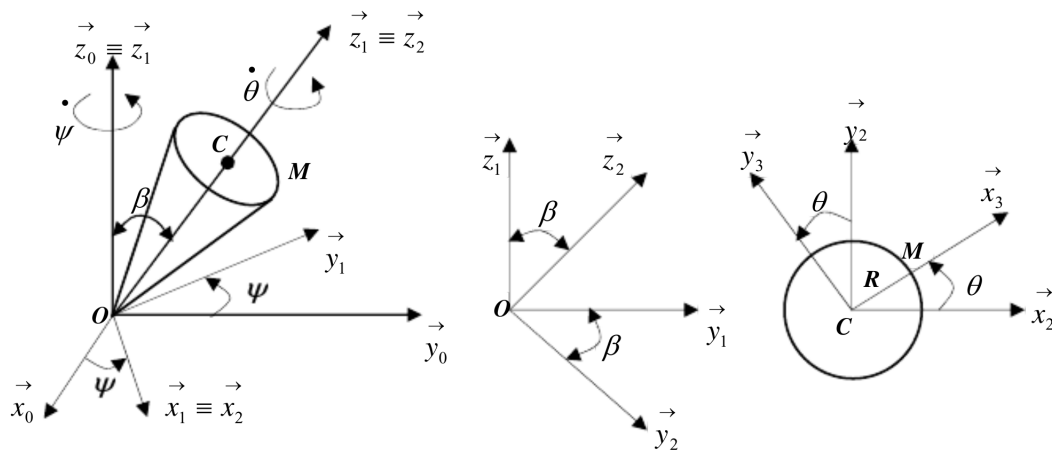 z₀⃗ ≡ z₁⃗
z₁⃗ ≡ z₂⃗
θ̇
ψ̇
C
M
β
y₁⃗
ψ
O
y₀⃗
ψ
x₀⃗
x₁⃗ ≡ x₂⃗
z₁⃗
z₂⃗
β
O
y₁⃗
β
y₂⃗
y₂⃗
y₃⃗
x₃⃗
θ
M
R
θ
C
x₂⃗